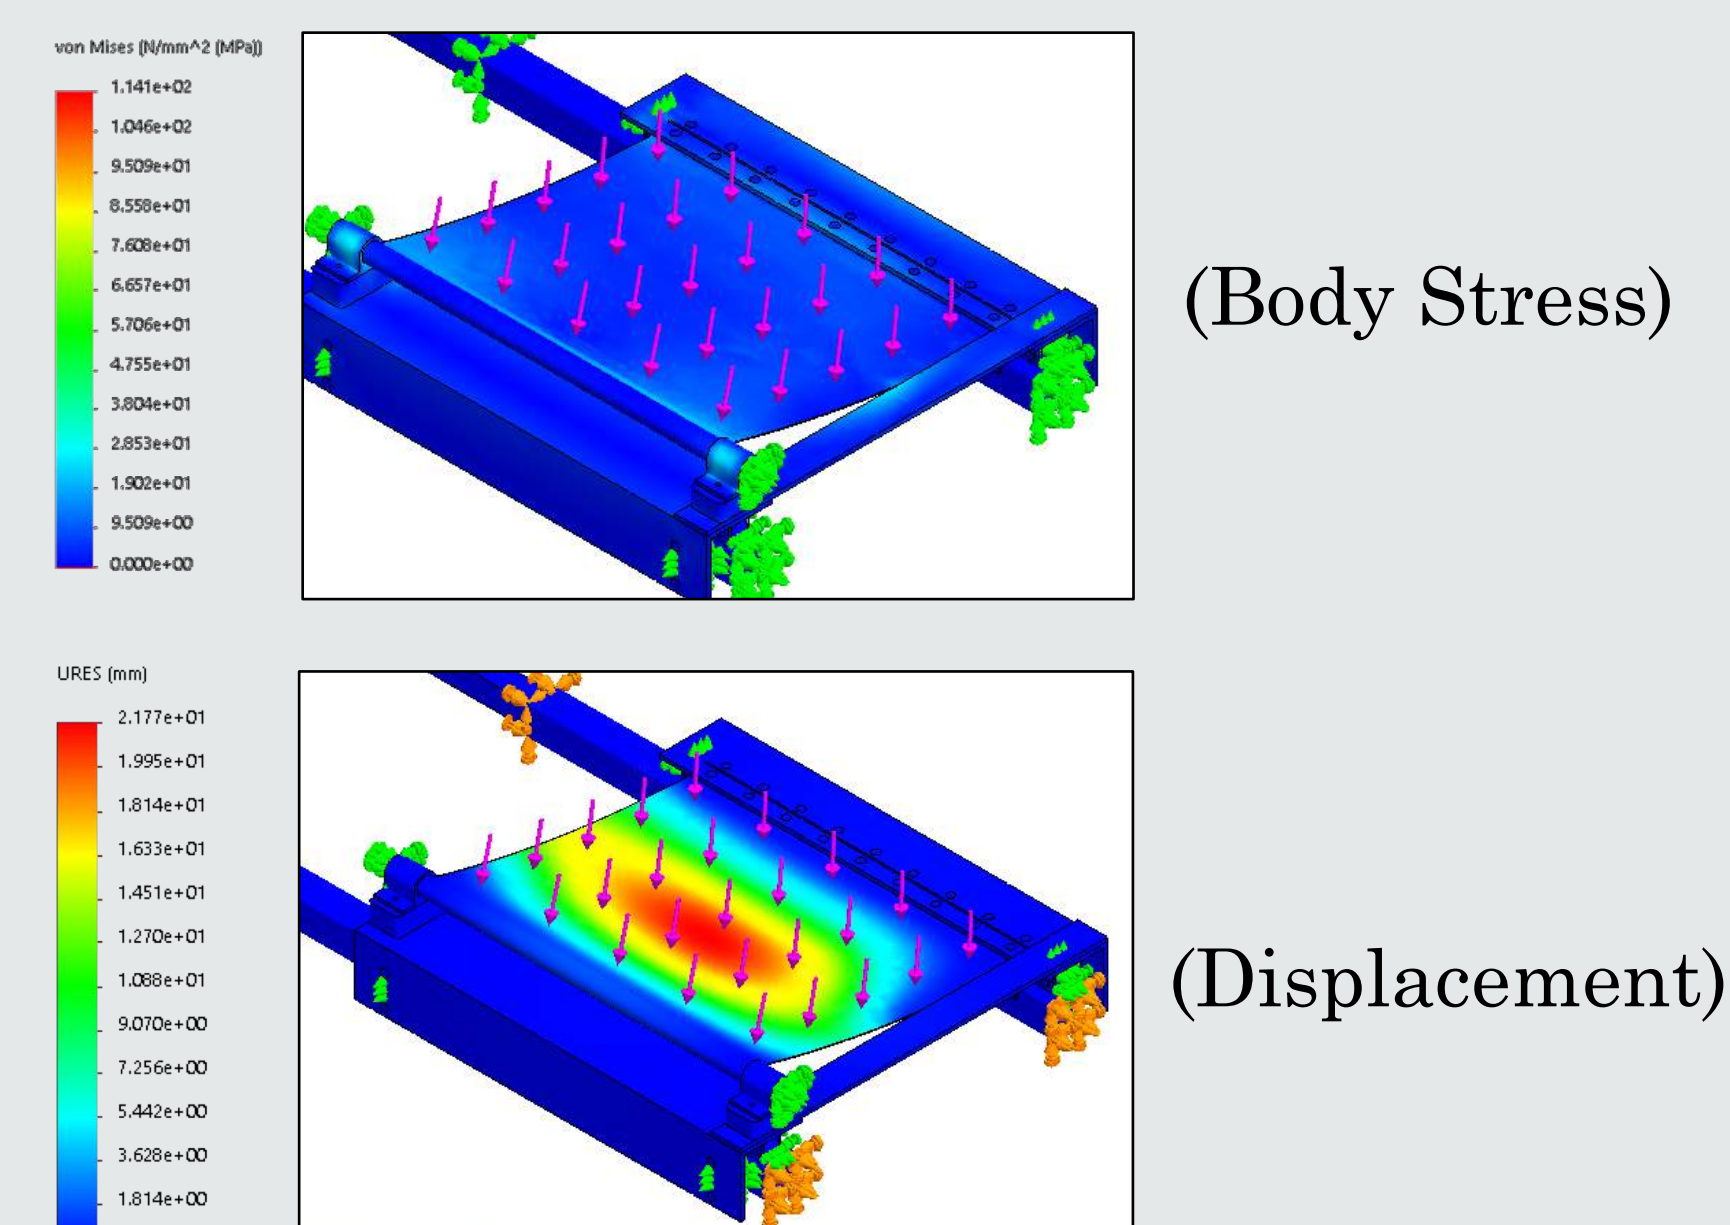 von Mises (N/mm^2 (MPa))
1.141e+02
1.046e+02
9.509e+01
8.558e+01
7.608e+01
6.657e+01
5.706e+01
4.755e+01
3.804e+01
2.853e+01
1.902e+01
9.509e+00
0.000e+00
(Body Stress)
URES (mm)
2.177e+01
1.995e+01
1.814e+01
1.633e+01
1.451e+01
1.270e+01
1.088e+01
9.070e+00
7.256e+00
5.442e+00
3.628e+00
1.814e+00
(Displacement)